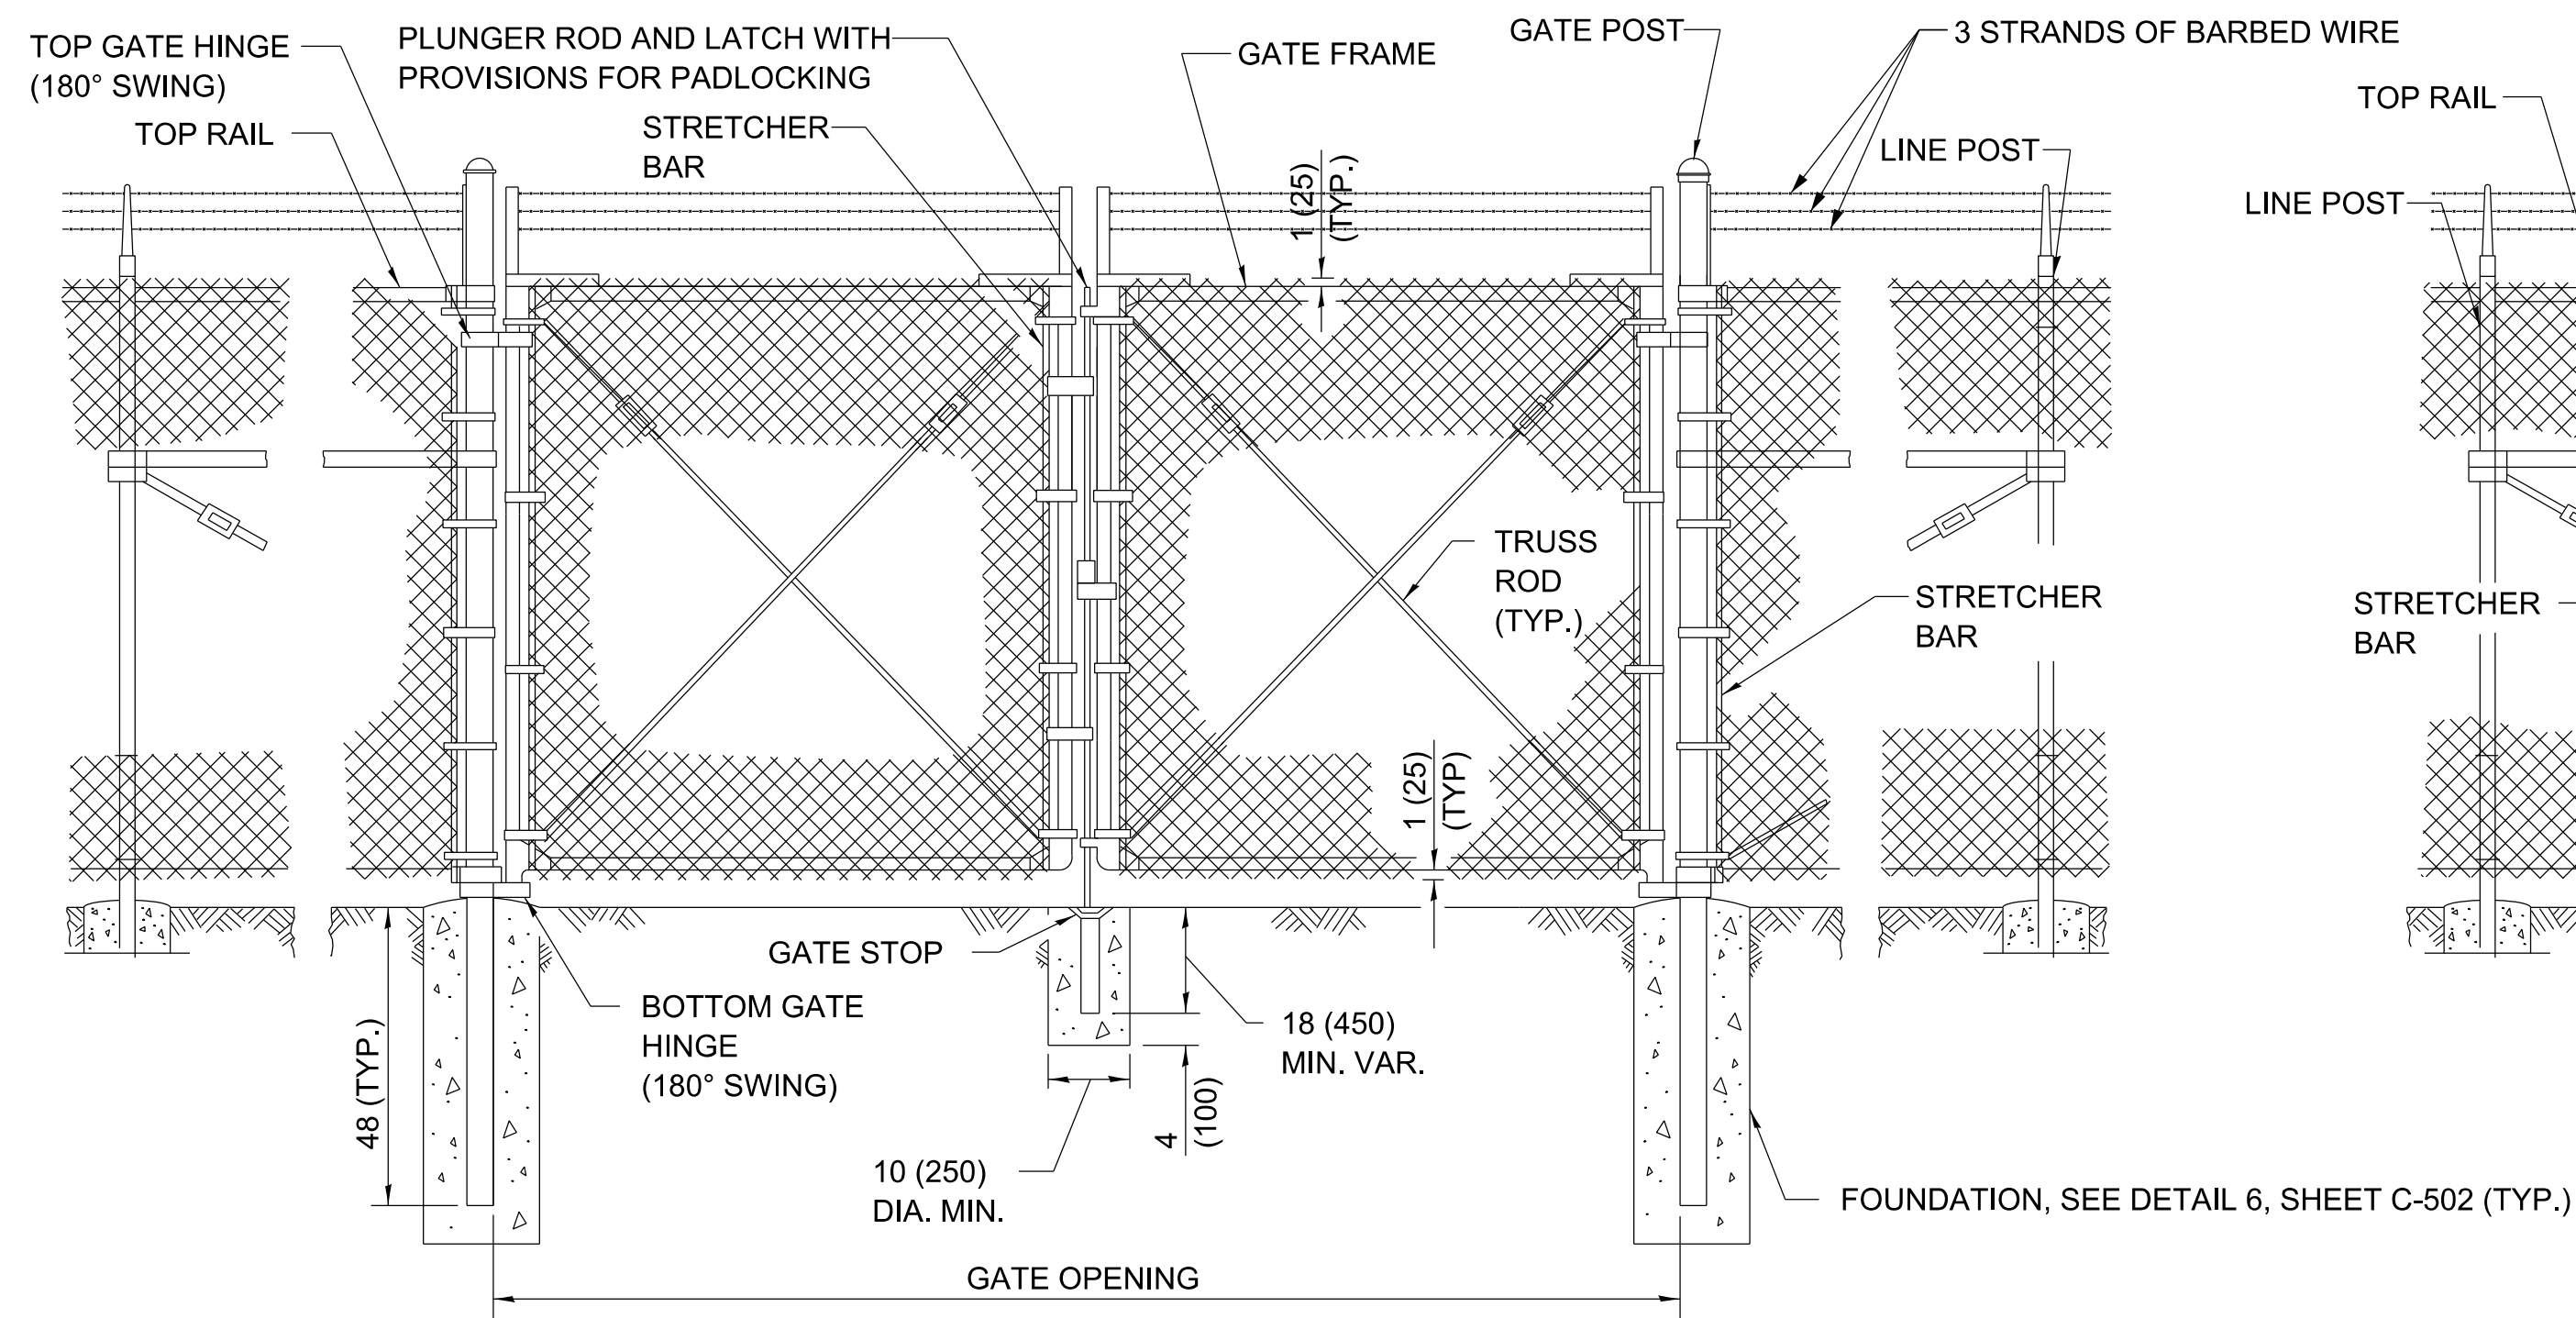 TOP GATE HINGE
(180° SWING)
TOP RAIL
PLUNGER ROD AND LATCH WITH
PROVISIONS FOR PADLOCKING
STRETCHER
BAR
GATE FRAME
1 (25)
(TYP.)
GATE POST
3 STRANDS OF BARBED WIRE
LINE POST
TOP RAIL
LINE POST
TRUSS
ROD
(TYP.)
STRETCHER
BAR
STRETCHER
BAR
1 (25)
(TYP)
GATE STOP
BOTTOM GATE
HINGE
(180° SWING)
48 (TYP.)
18 (450)
MIN. VAR.
4
(100)
10 (250)
DIA. MIN.
FOUNDATION, SEE DETAIL 6, SHEET C-502 (TYP.)
GATE OPENING